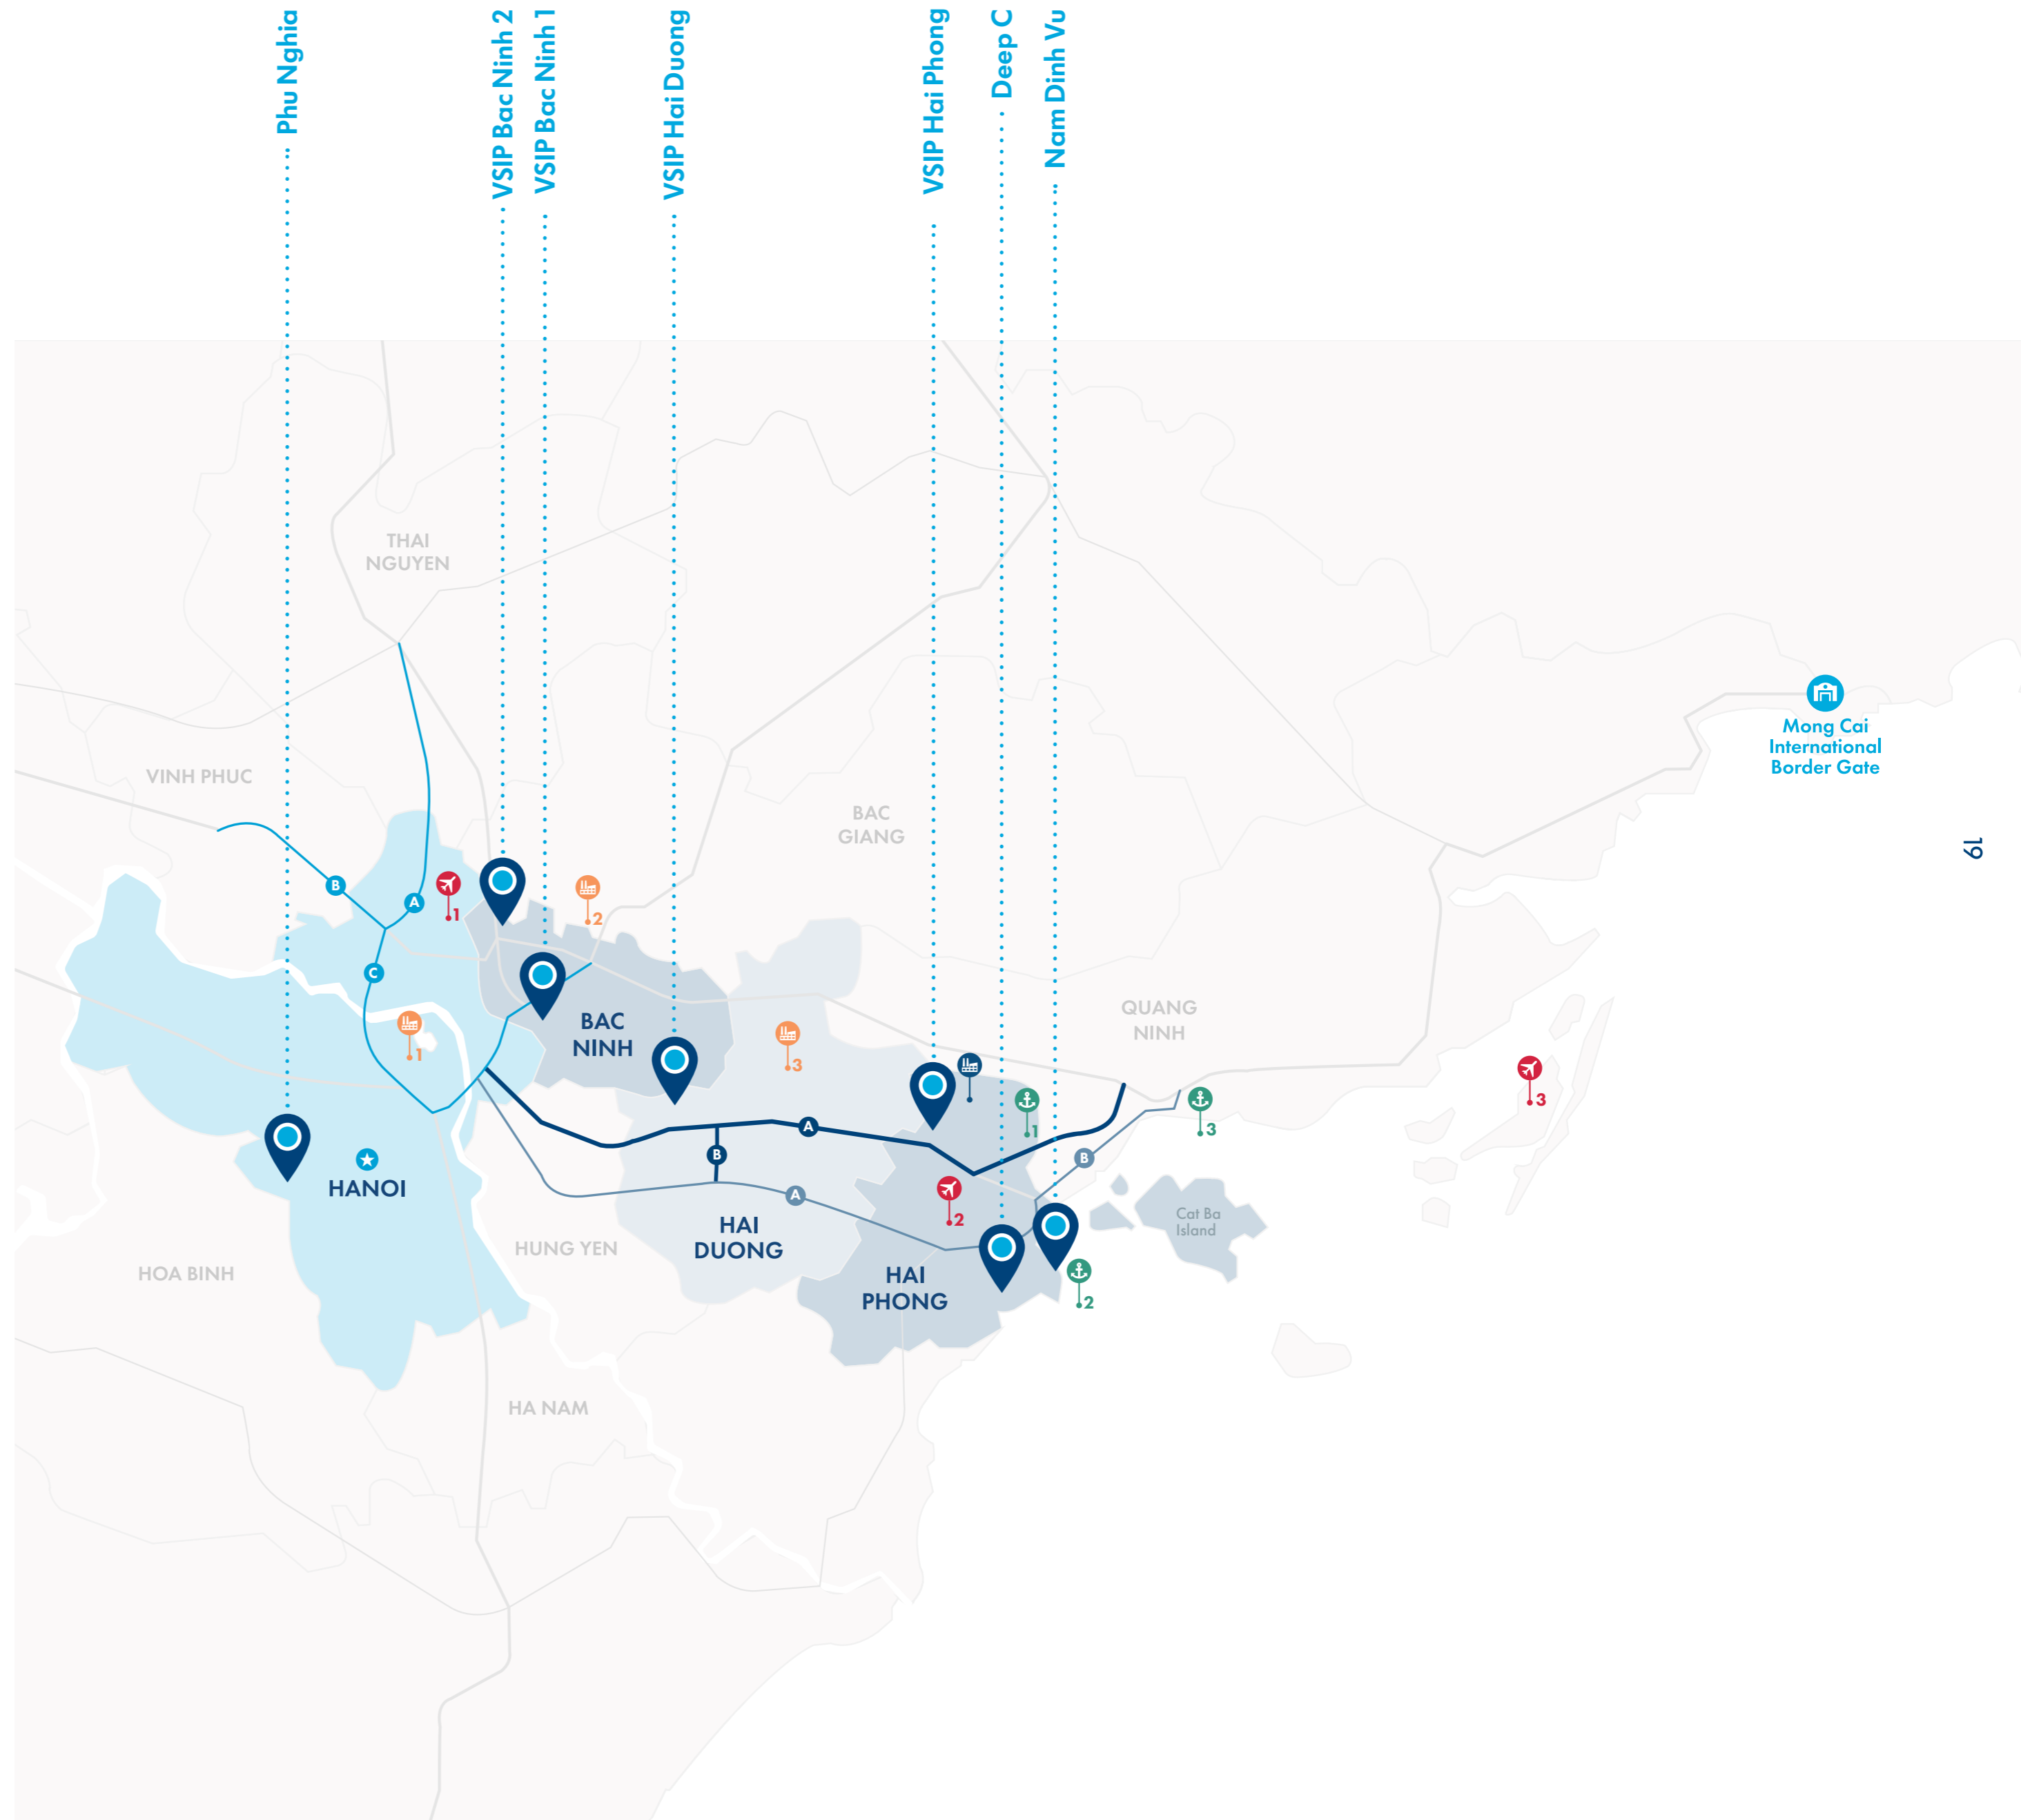 Phu Nghia
VSIP Bac Ninh 2
VSIP Bac Ninh 1
VSIP Hai Duong
VSIP Hai Phong
Deep C
Nam Dinh Vu
THAI
NGUYEN
Mong Cai
International
Border Gate
VINH PHUC
BAC
GIANG
19
B
A
1
2
C
QUANG
NINH
BAC
NINH
1
3
3
1
3
A
B
B
HANOI
A
2
Cat Ba
Island
HAI
DUONG
HUNG YEN
HOA BINH
HAI
PHONG
2
HA NAM